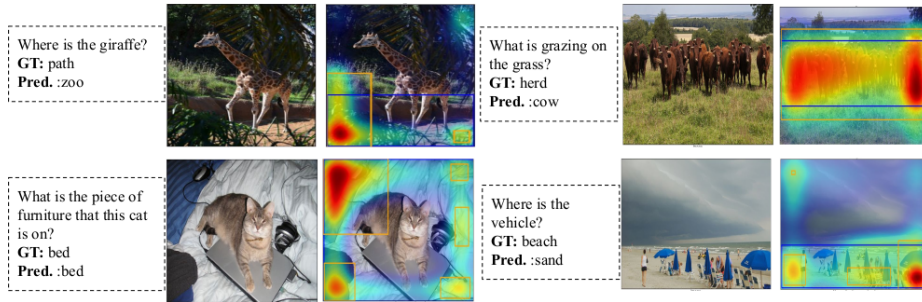 Where is the giraffe?
GT: path
Pred. :zoo
What is grazing on
the grass?
GT: herd
Pred. :cow
What is the piece of
furniture that this cat
is on?
GT: bed
Pred. :bed
Where is the
vehicle?
GT: beach
Pred. :sand